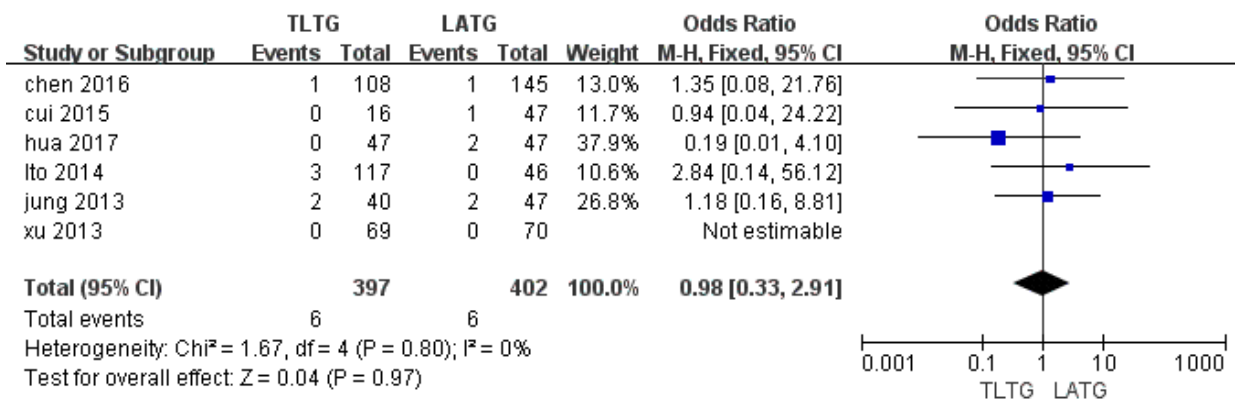 TLTG LATG Odds Ratio Odds Ratio
Study or Subgroup Events Total Events Total Weight M-H, Fixed, 95% CI M-H, Fixed, 95% CI
chen 2016 1 108 1 145 13.0% 1.35 [0.08, 21.76]
cui 2015 0 16 1 47 11.7% 0.94 [0.04, 24.22]
hua 2017 0 47 2 47 37.9% 0.19 [0.01, 4.10]
Ito 2014 3 117 0 46 10.6% 2.84 [0.14, 56.12]
jung 2013 2 40 2 47 26.8% 1.18 [0.16, 8.81]
xu 2013 0 69 0 70 Not estimable
Total (95% CI) 397 402 100.0% 0.98 [0.33, 2.91]
Total events 6 6
Heterogeneity: Chi² = 1.67, df = 4 (P = 0.80); I² = 0%
Test for overall effect: Z = 0.04 (P = 0.97)
0.001 0.1 1 10 1000
TLTG LATG